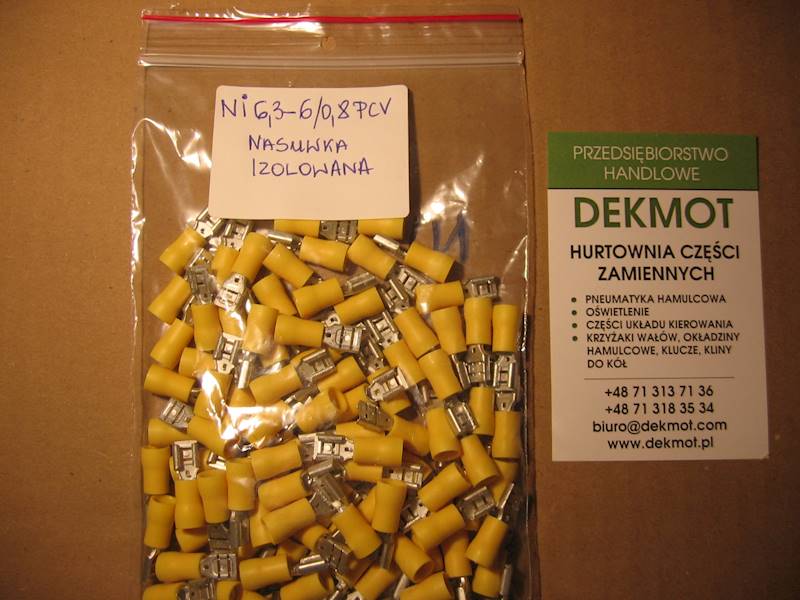 Ni 6,3-6/0,8 PCV
NASUWKA
IZOLOWANA
PRZEDSIĘBIORSTWO
HANDLOWE
DEKMOT
HURTOWNIA CZĘŚCI
ZAMIENNYCH
• PNEUMATYKA HAMULCOWA
• OŚWIETLENIE
• CZĘŚCI UKŁADU KIEROWANIA
• KRZYŻAKI WAŁÓW, OKŁADZINY
HAMULCOWE, KLUCZE, KLINY
DO KÓŁ
+48 71 313 71 36
+48 71 318 35 34
biuro@dekmot.com
www.dekmot.pl